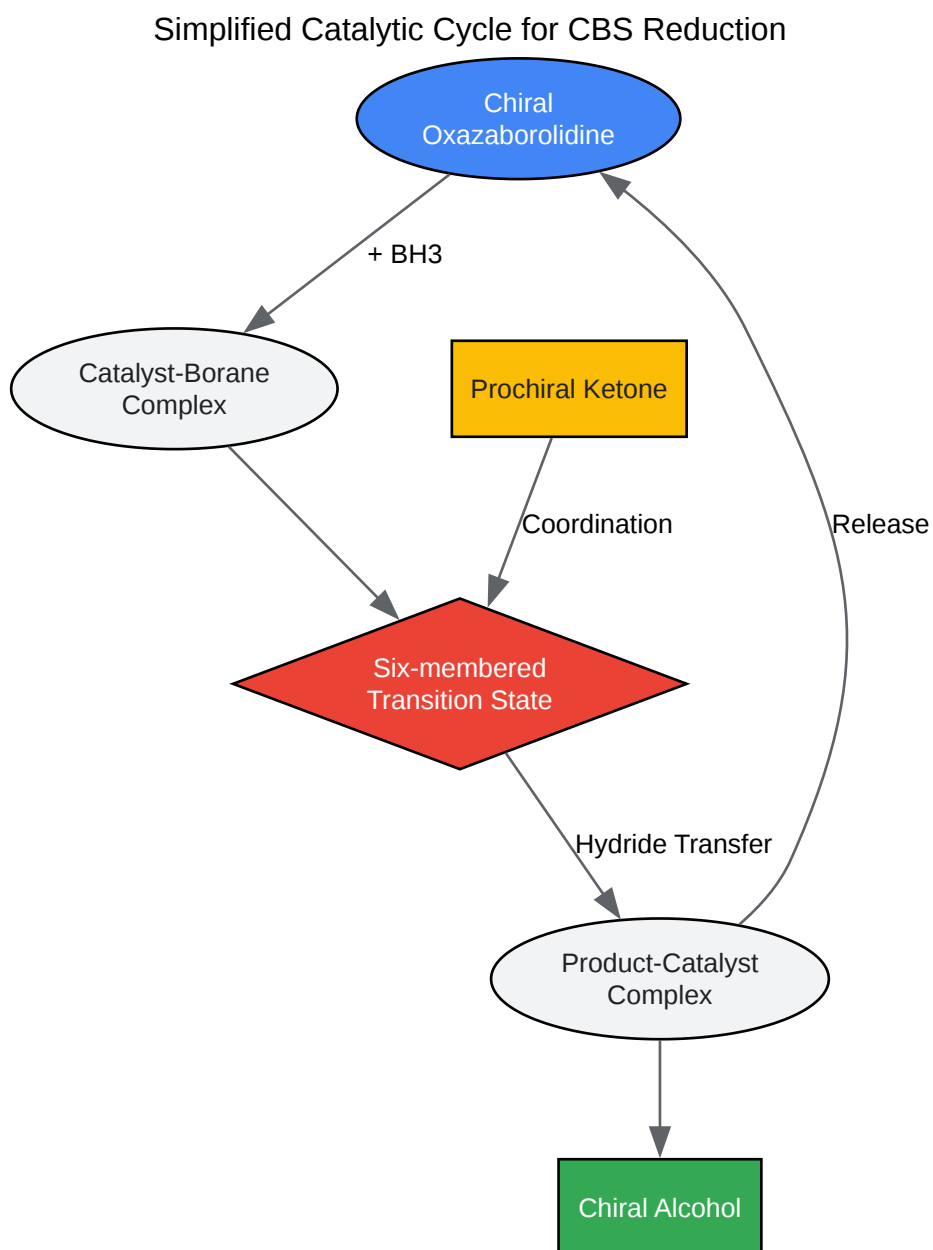 Simplified Catalytic Cycle for CBS Reduction
Chiral
Oxazaborolidine
+ BH3
Catalyst-Borane
Complex
Prochiral Ketone
Coordination
Release
Six-membered
Transition State
Hydride Transfer
Product-Catalyst
Complex
Chiral Alcohol